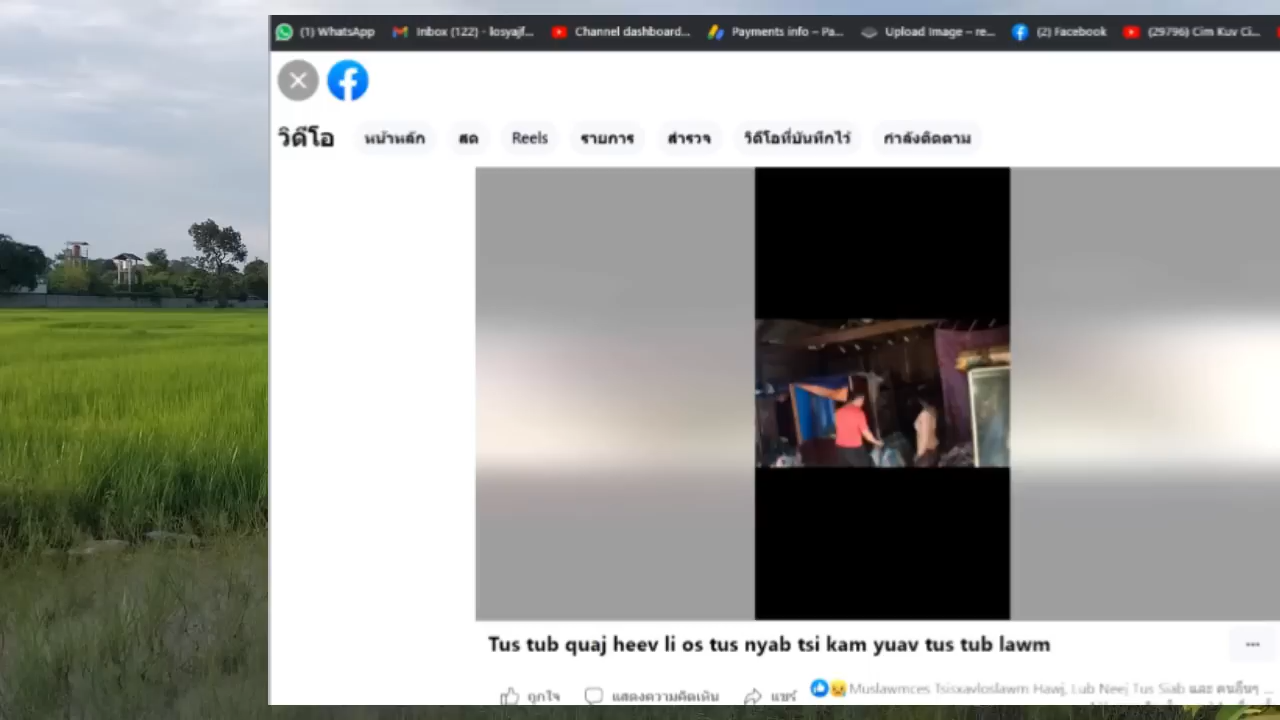 (1) WhatsApp
Inbox (122) - losyajf...
Channel dashboard...
Payments info – Pa...
Upload Image – re...
(2) Facebook
(29796) Cim Kuv Ci...
วิดีโอ
หน้าหลัก
สด
Reels
รายการ
สำรวจ
วิดีโอที่บันทึกไว้
กำลังติดตาม
Tus tub quaj heev li os tus nyab tsi kam yuav tus tub lawm
ถูกใจ
แสดงความคิดเห็น
แชร์
Muslawmces Tsisxavloslawm Hawj, Lub Neej Tus Siab และ คนอื่นๆ ...